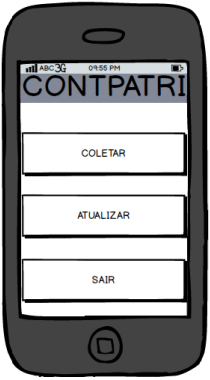 ABC 3G 09:55 PM
CONTPATRI
COLETAR
ATUALIZAR
SAIR